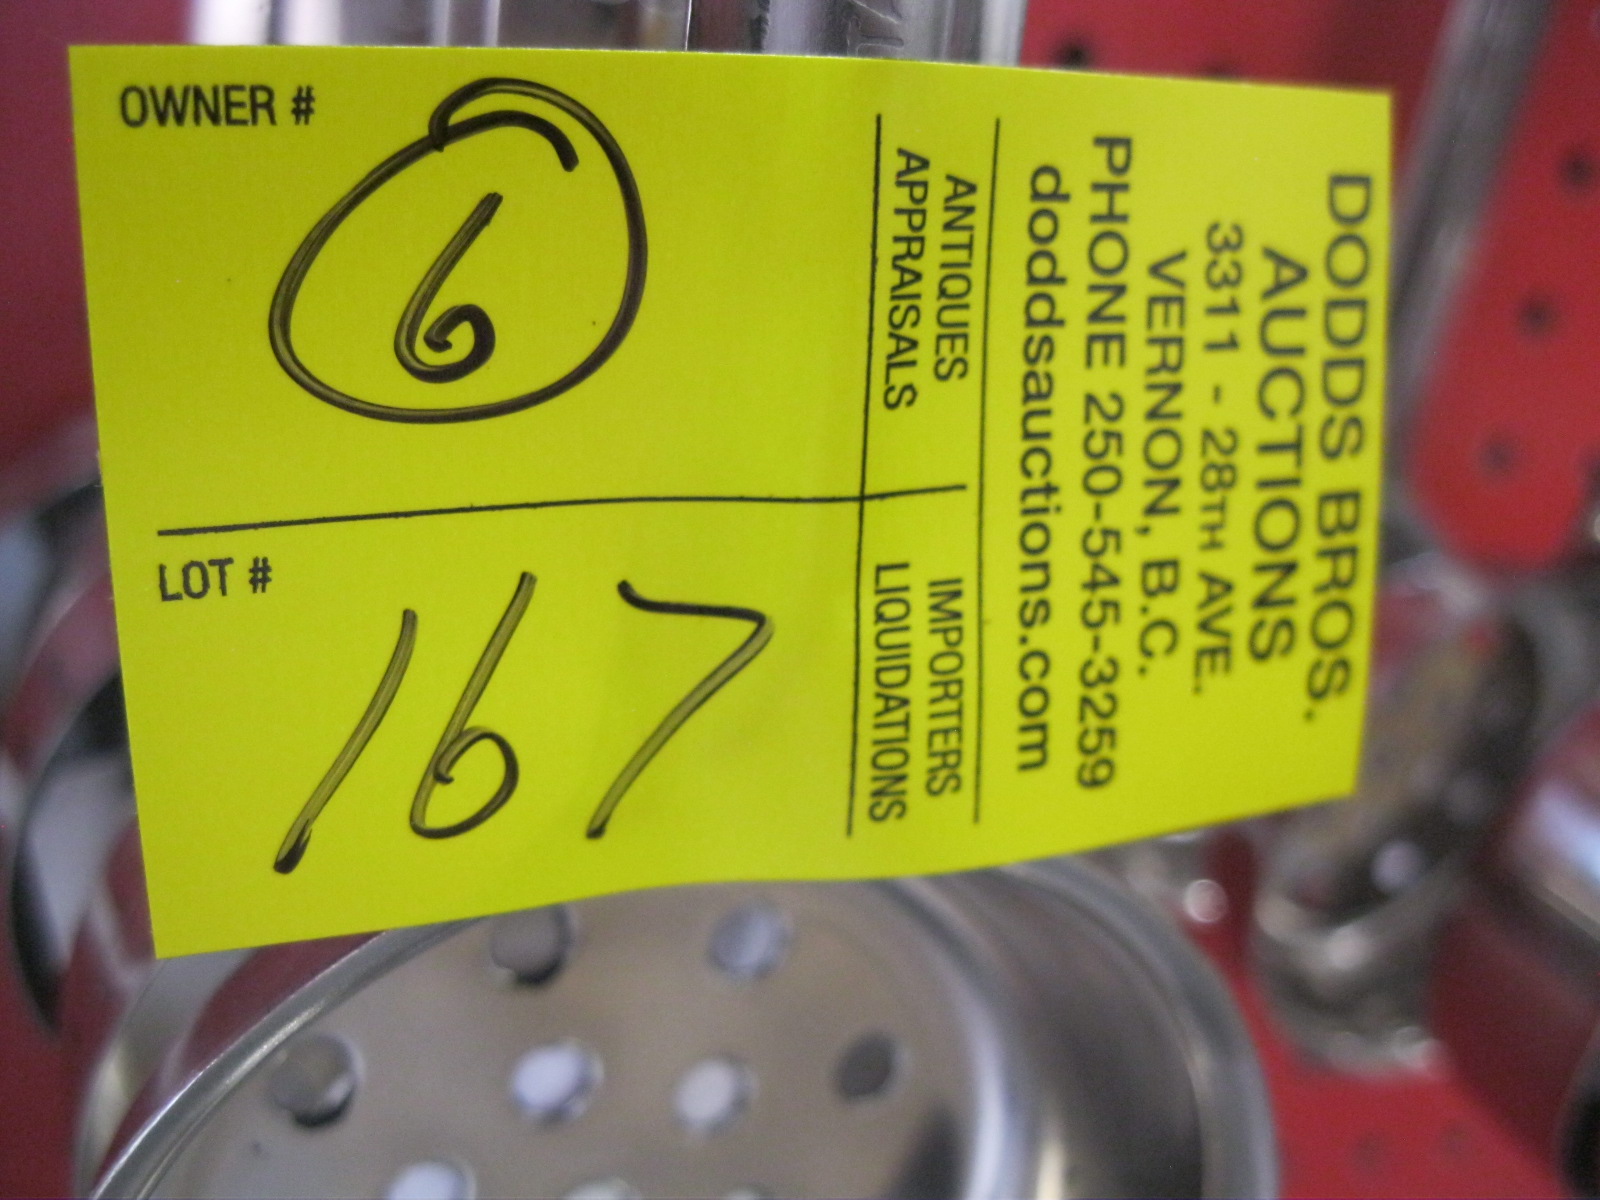 DODDS BROS.
AUCTIONS
3311 - 28TH AVE.
VERNON, B.C.
PHONE 250-545-3259
doddsauctions.com
ANTIQUES
APPRAISALS
IMPORTERS
LIQUIDATIONS
OWNER #
6
LOT #
167